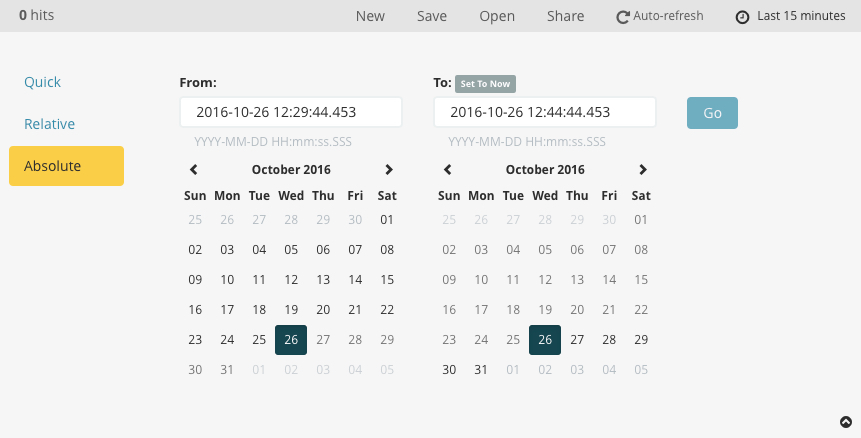 0 hits New Save Open Share Auto-refresh Last 15 minutes
Quick
Relative
Absolute
From:
2016-10-26 12:29:44.453
YYYY-MM-DD HH:mm:ss.SSS
October 2016
Sun Mon Tue Wed Thu Fri Sat
25 26 27 28 29 30 01
02 03 04 05 06 07 08
09 10 11 12 13 14 15
16 17 18 19 20 21 22
23 24 25 26 27 28 29
30 31 01 02 03 04 05
To: Set To Now
2016-10-26 12:44:44.453
YYYY-MM-DD HH:mm:ss.SSS
October 2016
Sun Mon Tue Wed Thu Fri Sat
25 26 27 28 29 30 01
02 03 04 05 06 07 08
09 10 11 12 13 14 15
16 17 18 19 20 21 22
23 24 25 26 27 28 29
30 31 01 02 03 04 05
Go